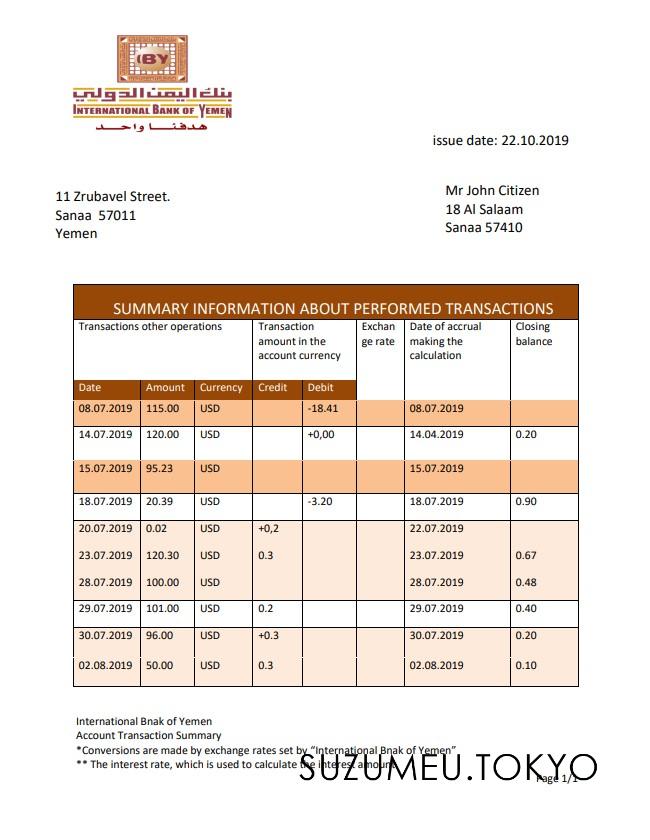 IBY
بنك اليمن الدولي
INTERNATIONAL BANK OF YEMEN
هدفنا واحد
issue date: 22.10.2019
11 Zrubavel Street.
Sanaa 57011
Yemen
Mr John Citizen
18 Al Salaam
Sanaa 57410
SUMMARY INFORMATION ABOUT PERFORMED TRANSACTIONS
Transactions other operations Transaction amount in the account currency Exchan ge rate Date of accrual making the calculation Closing balance
Date Amount Currency Credit Debit
08.07.2019 115.00 USD -18.41 08.07.2019
14.07.2019 120.00 USD +0,00 14.04.2019 0.20
15.07.2019 95.23 USD 15.07.2019
18.07.2019 20.39 USD -3.20 18.07.2019 0.90
20.07.2019 0.02 USD +0,2 22.07.2019
23.07.2019 120.30 USD 0.3 23.07.2019 0.67
28.07.2019 100.00 USD 28.07.2019 0.48
29.07.2019 101.00 USD 0.2 29.07.2019 0.40
30.07.2019 96.00 USD +0.3 30.07.2019 0.20
02.08.2019 50.00 USD 0.3 02.08.2019 0.10
International Bnak of Yemen
Account Transaction Summary
*Conversions are made by exchange rates set by “International Bnak of Yemen”
** The interest rate, which is used to calculate the interest amount.
SUZUMEU.TOKYO
Page 1/1